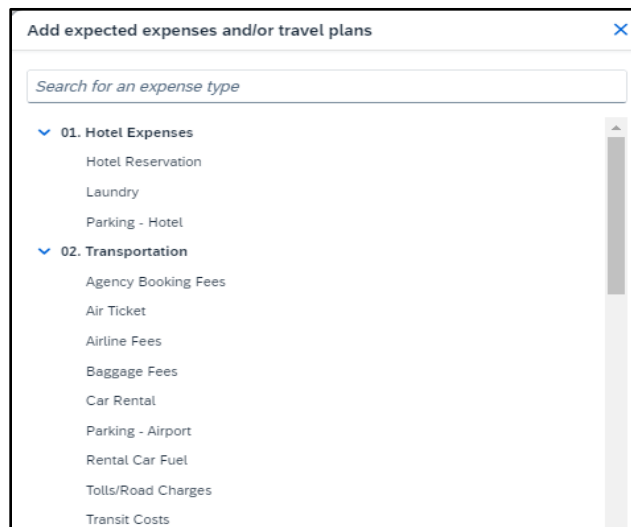 Add expected expenses and/or travel plans
Search for an expense type
01. Hotel Expenses
Hotel Reservation
Laundry
Parking - Hotel
02. Transportation
Agency Booking Fees
Air Ticket
Airline Fees
Baggage Fees
Car Rental
Parking - Airport
Rental Car Fuel
Tolls/Road Charges
Transit Costs